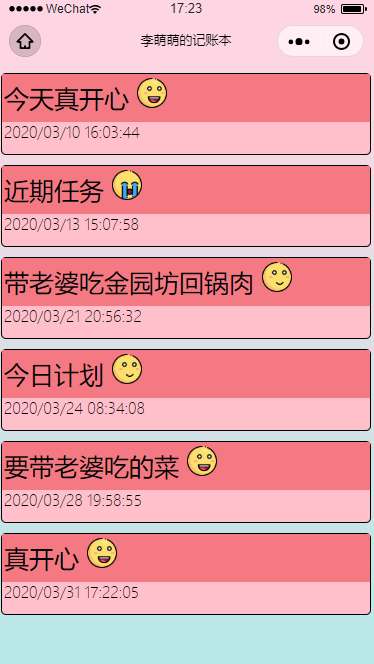 WeChat
17:23
98%
李萌萌的记账本
今天真开心
2020/03/10 16:03:44
近期任务
2020/03/13 15:07:58
带老婆吃金园坊回锅肉
2020/03/21 20:56:32
今日计划
2020/03/24 08:34:08
要带老婆吃的菜
2020/03/28 19:58:55
真开心
2020/03/31 17:22:05